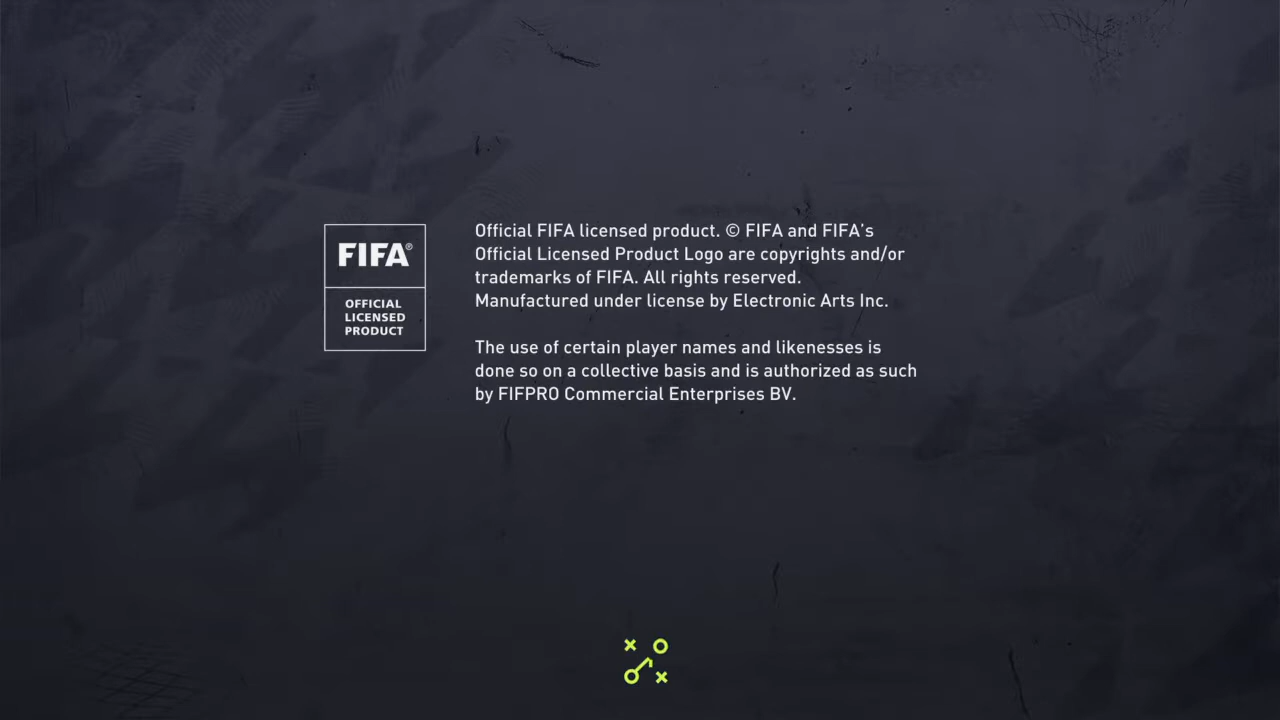 FIFA®
OFFICIAL
LICENSED
PRODUCT
Official FIFA licensed product. © FIFA and FIFA's
Official Licensed Product Logo are copyrights and/or
trademarks of FIFA. All rights reserved.
Manufactured under license by Electronic Arts Inc.
The use of certain player names and likenesses is
done so on a collective basis and is authorized as such
by FIFPRO Commercial Enterprises BV.